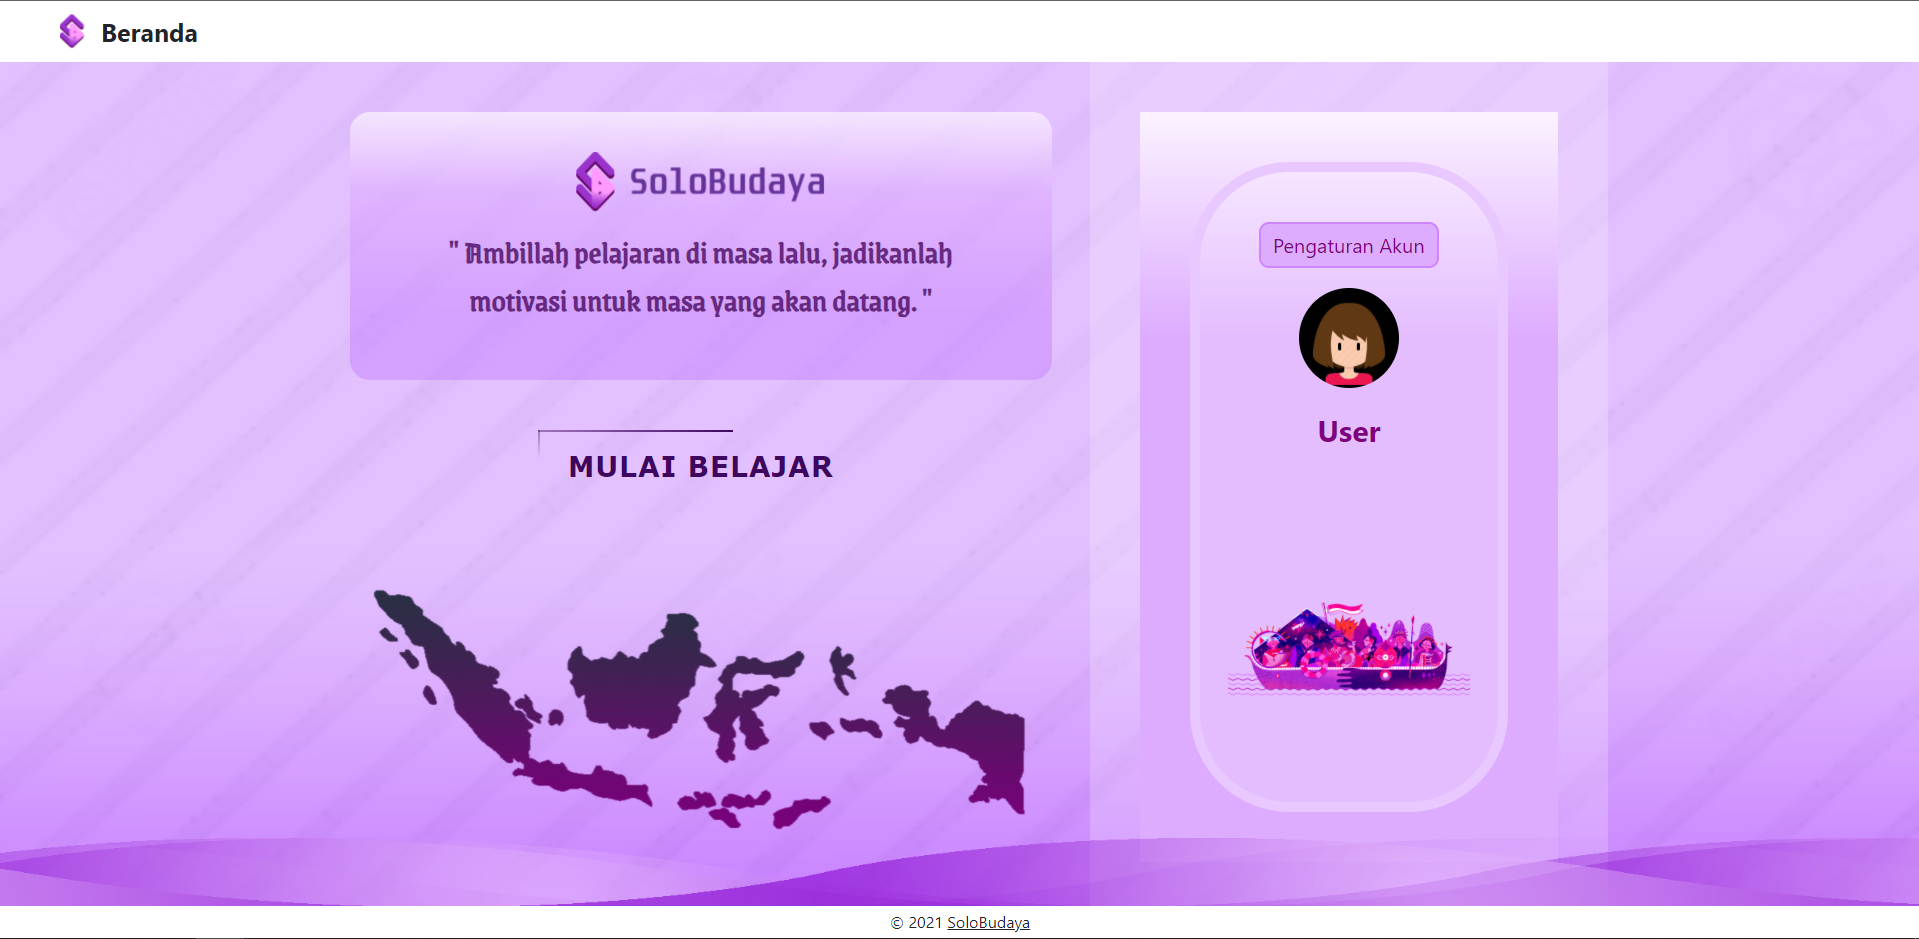 Beranda
SoloBudaya
" Ambillah pelajaran di masa lalu, jadikanlah
motivasi untuk masa yang akan datang. "
MULAI BELAJAR
Pengaturan Akun
User
© 2021 SoloBudaya